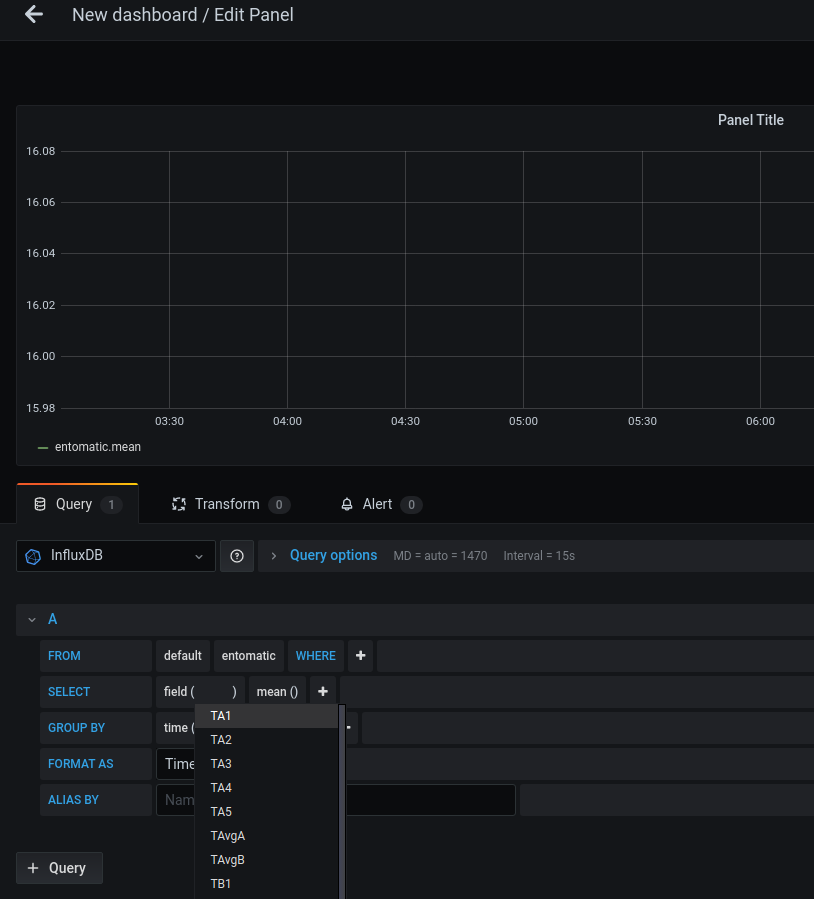 New dashboard / Edit Panel
Panel Title
16.08
16.06
16.04
16.02
16.00
15.98
03:30 04:00 04:30 05:00 05:30 06:00
entomatic.mean
Query 1 Transform 0 Alert 0
InfluxDB Query options MD = auto = 1470 Interval = 15s
A
FROM default entomatic WHERE +
SELECT field ( ) mean () +
GROUP BY time (
FORMAT AS Time
ALIAS BY Nam
TA1
TA2
TA3
TA4
TA5
TAvgA
TAvgB
TB1
+ Query